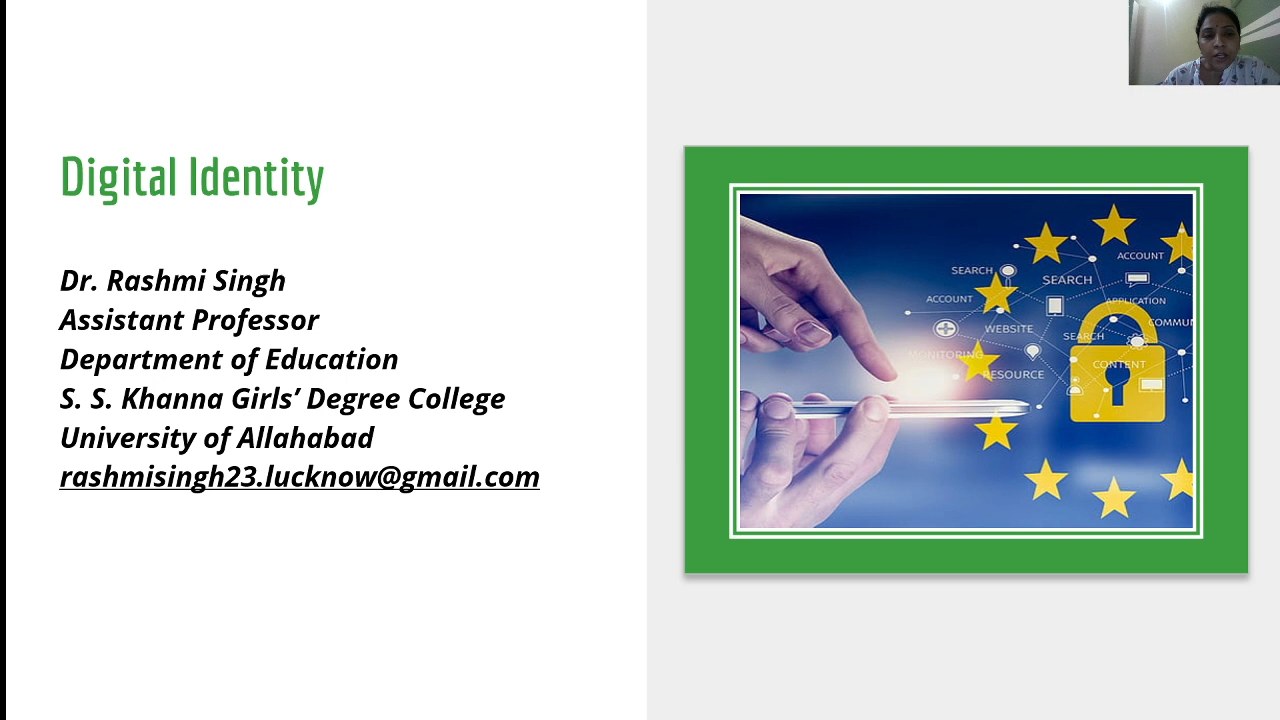 Digital Identity
Dr. Rashmi Singh
Assistant Professor
Department of Education
S. S. Khanna Girls’ Degree College
University of Allahabad
rashmisingh23.lucknow@gmail.com
ACCOUNT
SEARCH
SEARCH
ACCOUNT
APPLICATION
WEBSITE
COMMUN
SEARCH
MONITORING
CONTENT
RESOURCE